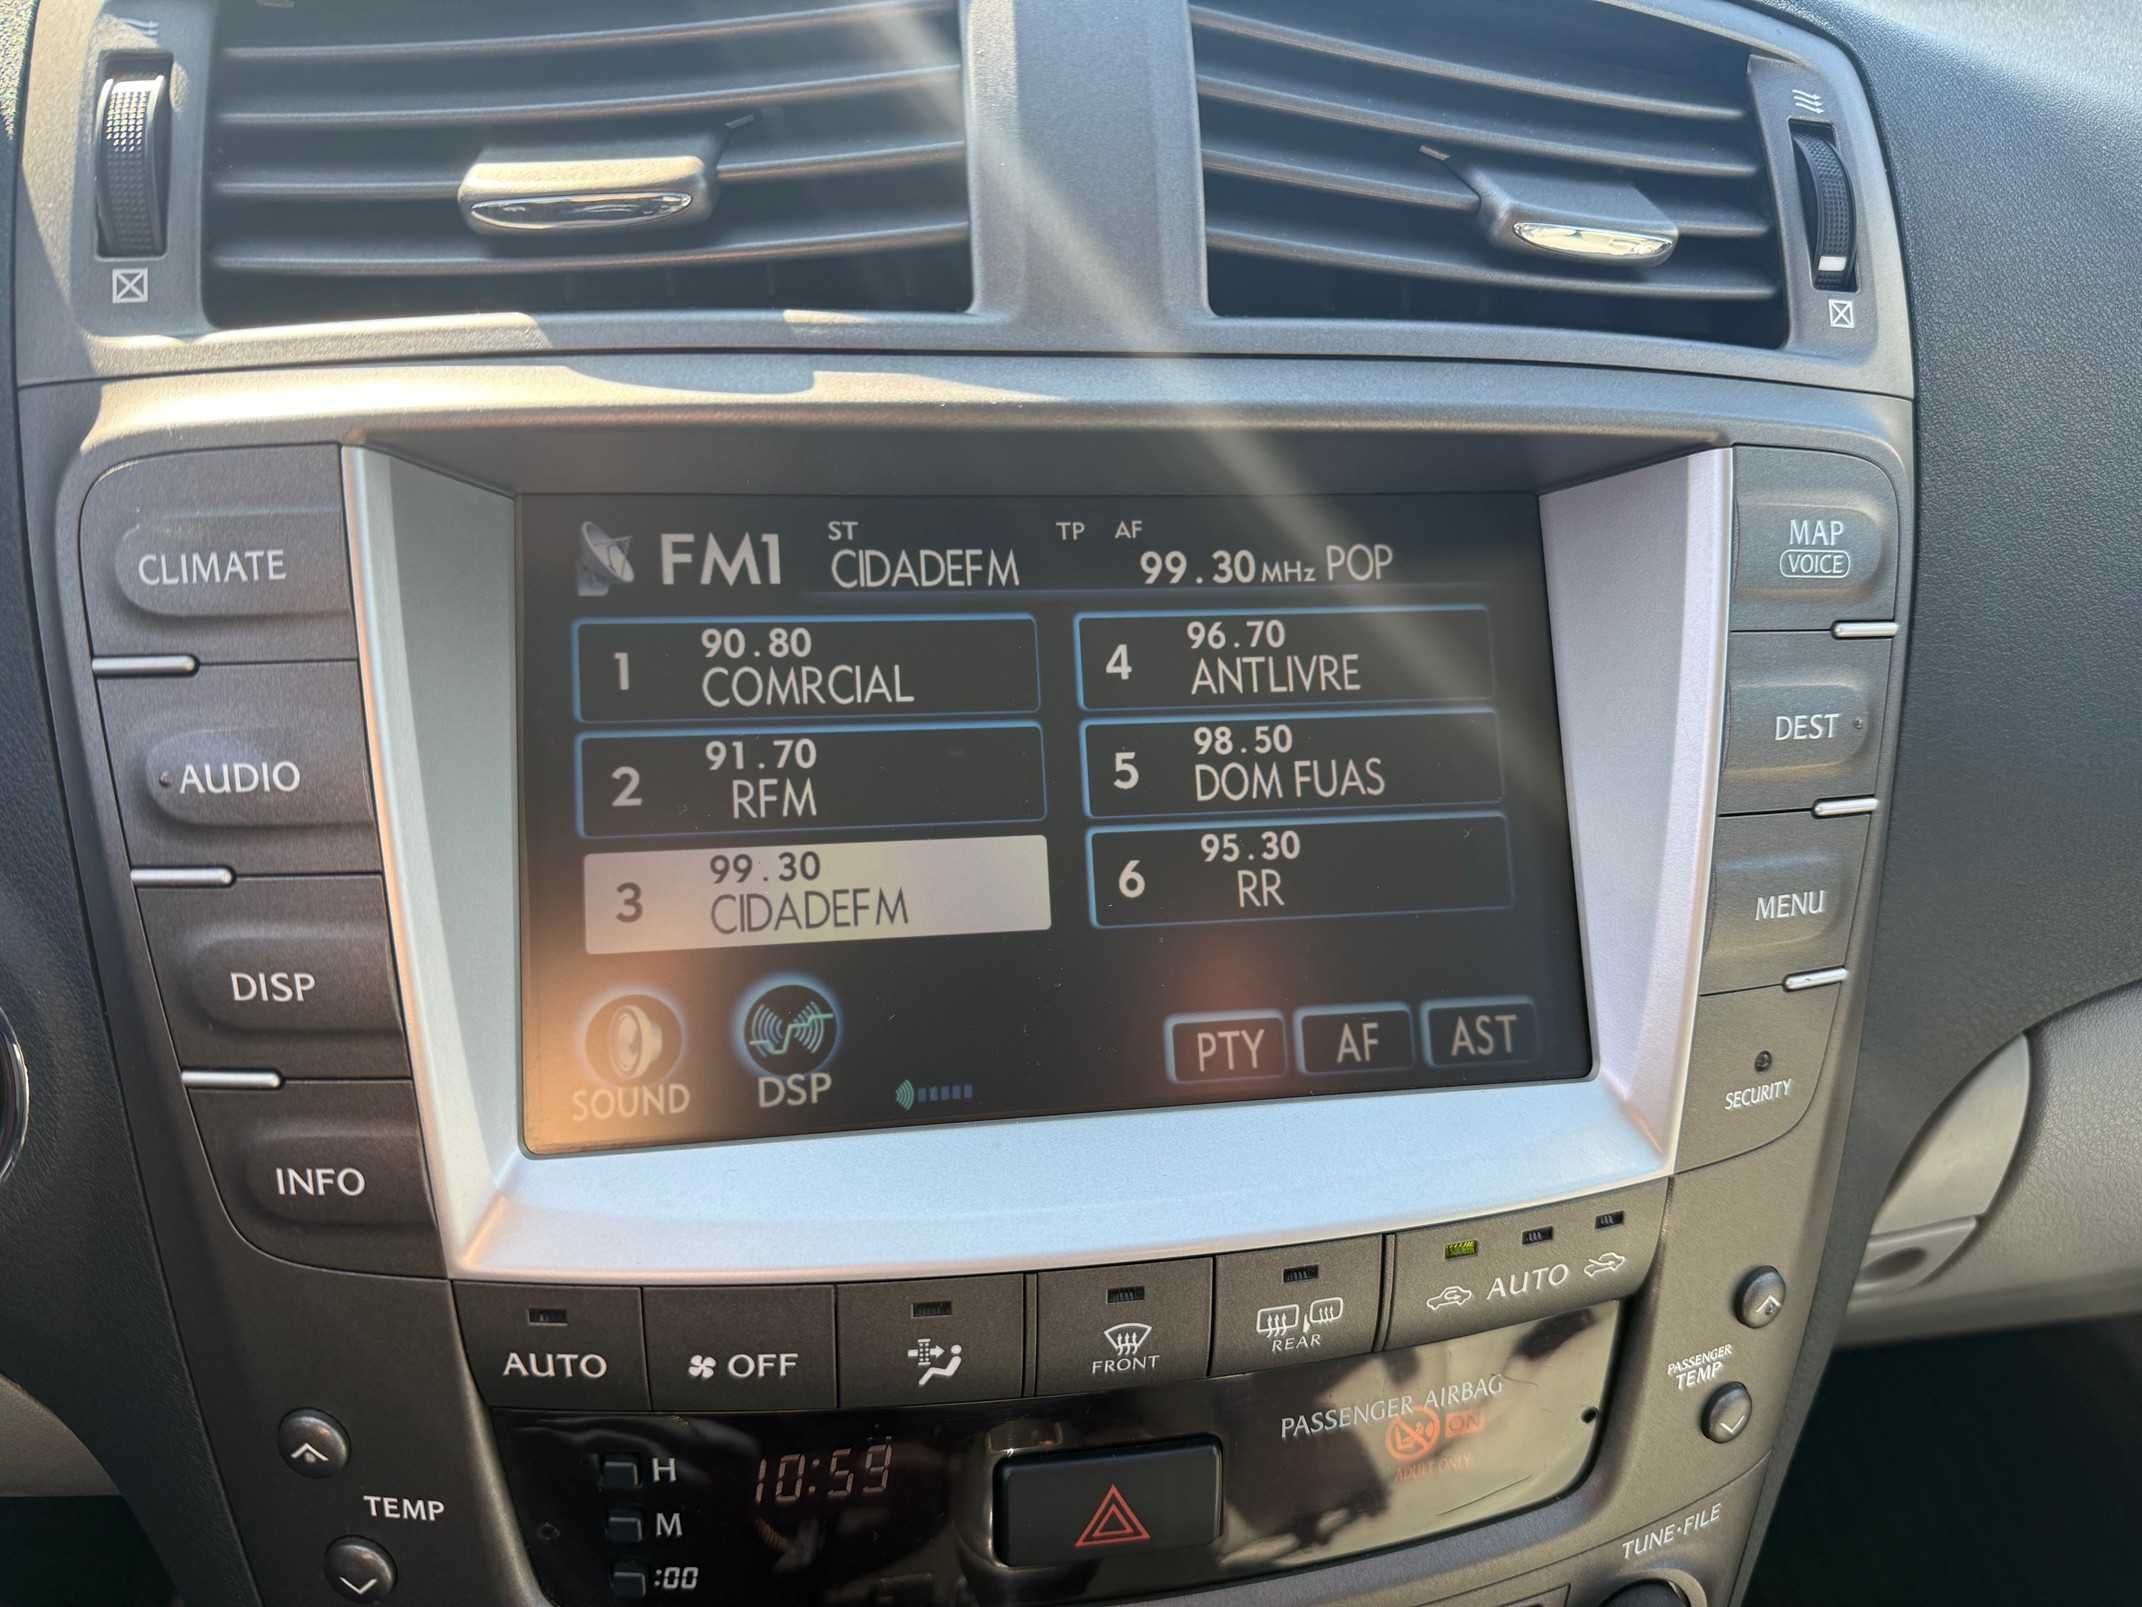 FM1 ST TP AF
CIDADEFM 99.30MHz POP
1 90.80
COMRCIAL
2 91.70
RFM
3 99.30
CIDADEFM
4 96.70
ANTLIVRE
5 98.50
DOM FUAS
6 95.30
RR
SOUND
DSP
PTY AF AST
CLIMATE
AUDIO
DISP
INFO
MAP
VOICE
DEST
MENU
SECURITY
AUTO
OFF
FRONT
REAR
AUTO
PASSENGER
TEMP
PASSENGER AIRBAG
ON
ADULT ONLY
TEMP
H
M
:00
10:59
TUNE•FILE